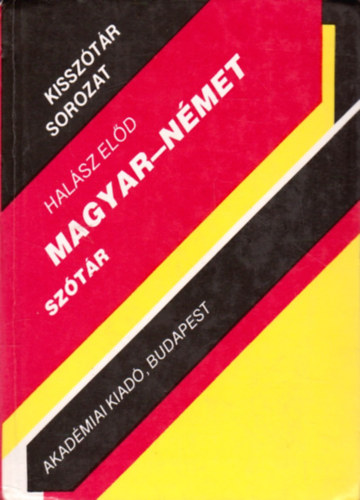 KISSZÓTÁR
SOROZAT
HALÁSZ ELŐD
MAGYAR–NÉMET
SZÓTÁR
AKADÉMIAI KIADÓ, BUDAPEST